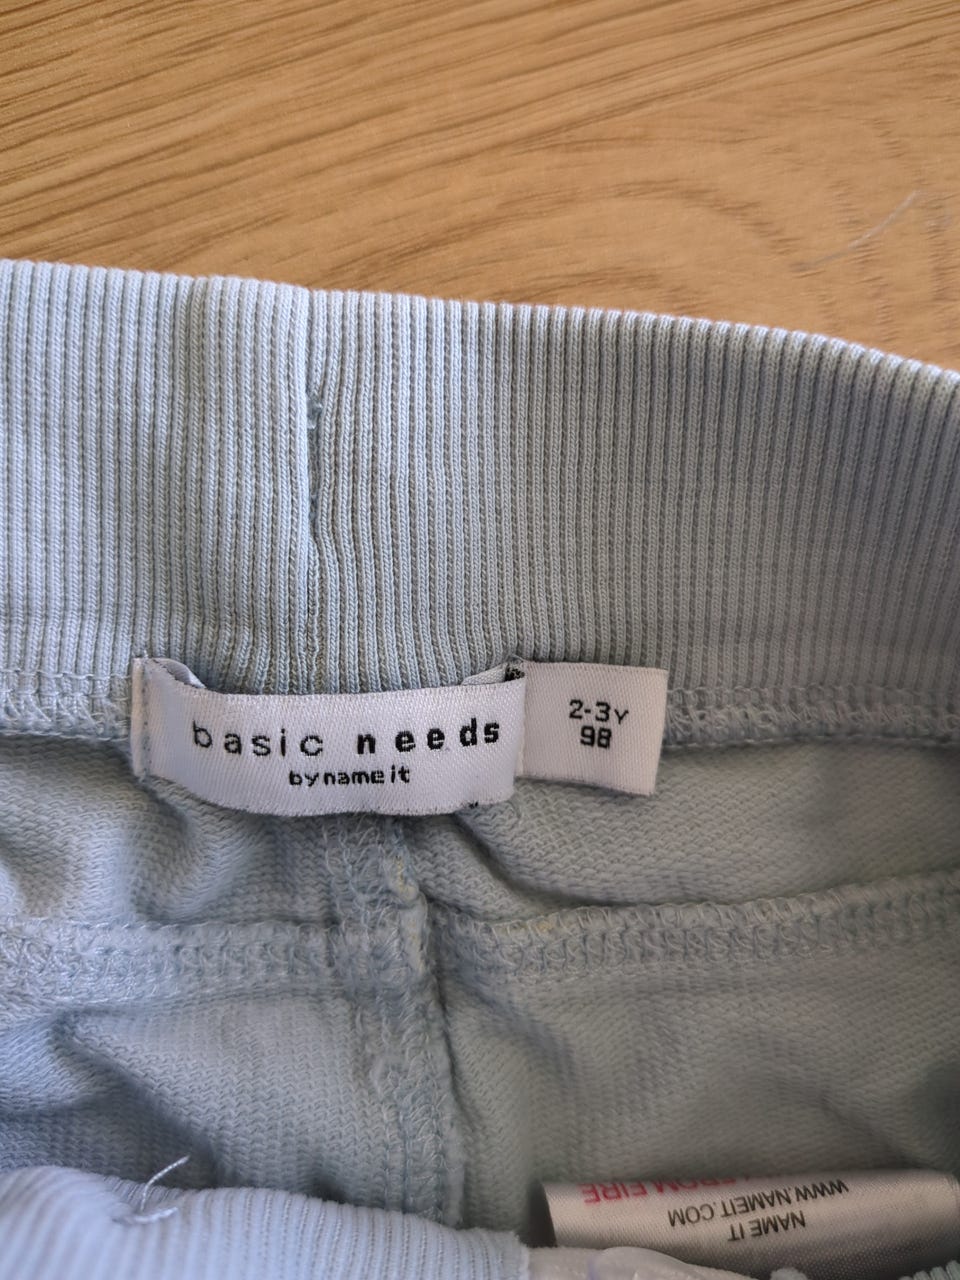 basic needs
by name it
2-3Y
98
NAME IT
WWW.NAMEIT.COM
FROM FIRE